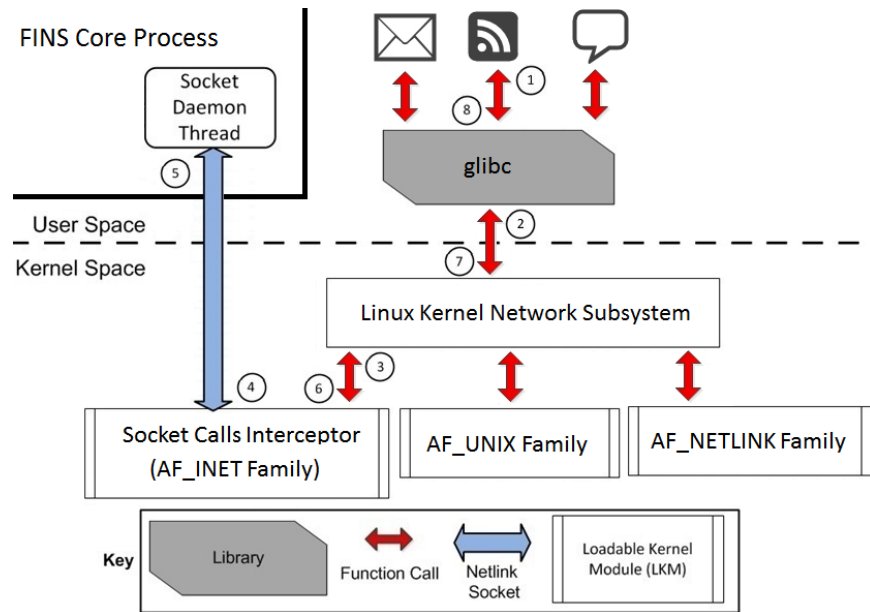 FINS Core Process
Socket
Daemon
Thread
1
8
5
glibc
2
User Space
Kernel Space
7
Linux Kernel Network Subsystem
3
4
6
Socket Calls Interceptor
(AF_INET Family)
AF_UNIX Family
AF_NETLINK Family
Key
Library
Function Call
Netlink
Socket
Loadable Kernel
Module (LKM)